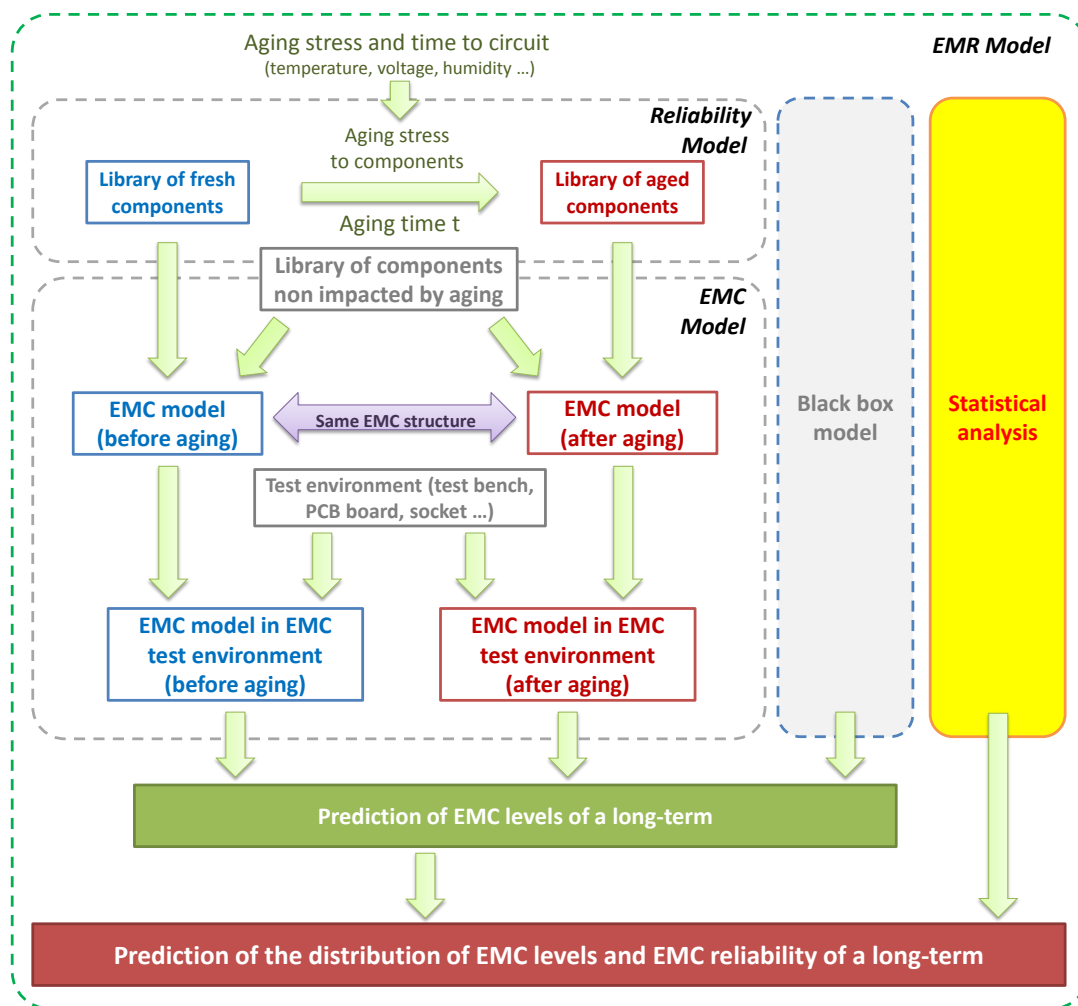 Aging stress and time to circuit
(temperature, voltage, humidity …)
EMR Model
Reliability
Model
Aging stress
to components
Library of fresh
components
Library of aged
components
Aging time t
Library of components
non impacted by aging
EMC
Model
EMC model
(before aging)
Same EMC structure
EMC model
(after aging)
Black box
model
Statistical
analysis
Test environment (test bench,
PCB board, socket …)
EMC model in EMC
test environment
(before aging)
EMC model in EMC
test environment
(after aging)
Prediction of EMC levels of a long-term
Prediction of the distribution of EMC levels and EMC reliability of a long-term